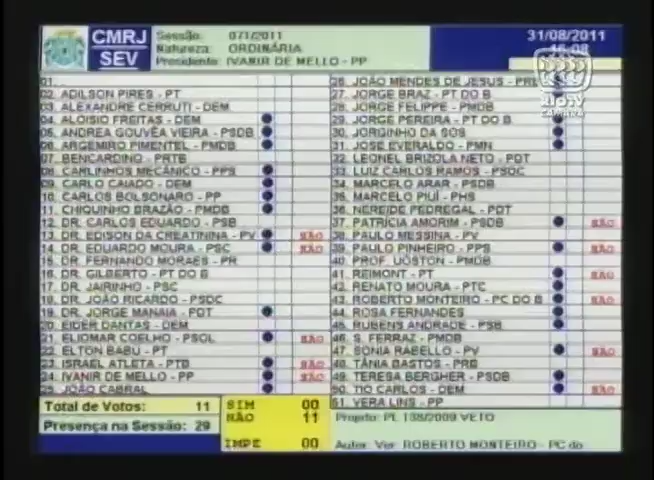 CMRJ
SEV
Sessão: 071/2011
Natureza: ORDINÁRIA
Presidente: IVANIR DE MELLO - PP
31/08/2011
16:08
RIO TV
CÂMARA
01.
02. ADILSON PIRES - PT
03. ALEXANDRE CERRUTI - DEM
04. ALOISIO FREITAS - DEM
05. ANDREA GOUVÊA VIEIRA - PSDB
06. ARGEMIRO PIMENTEL - PMDB
07. BENCARDINO - PRTB
08. CARLINHOS MECÂNICO - PPS
09. CARLO CAIADO - DEM
10. CARLOS BOLSONARO - PP
11. CHIQUINHO BRAZÃO - PMDB
12. DR. CARLOS EDUARDO - PSB
13. DR. EDISON DA CREATININA - PV NÃO
14. DR. EDUARDO MOURA - PSC NÃO
15. DR. FERNANDO MORAES - PR
16. DR. GILBERTO - PT DO B
17. DR. JAIRINHO - PSC
18. DR. JOÃO RICARDO - PSDC
19. DR. JORGE MANAIA - PDT
20. EIDER DANTAS - DEM
21. ELIOMAR COELHO - PSOL NÃO
22. ELTON BABU - PT
23. ISRAEL ATLETA - PTB NÃO
24. IVANIR DE MELLO - PP NÃO
25. JOÃO CABRAL
26. JOÃO MENDES DE JESUS - PRB
27. JORGE BRAZ - PT DO B
28. JORGE FELIPPE - PMDB
29. JORGE PEREIRA - PT DO B
30. JORGINHO DA SOS
31. JOSÉ EVERALDO - PMN
32. LEONEL BRIZOLA NETO - PDT
33. LUIZ CARLOS RAMOS - PSDC
34. MARCELO ARAR - PSDB
35. MARCELO PIUÍ - PHS
36. NEREIDE PEDREGAL - PDT
37. PATRÍCIA AMORIM - PSDB NÃO
38. PAULO MESSINA - PV
39. PAULO PINHEIRO - PPS NÃO
40. PROF. UÓSTON - PMDB
41. REIMONT - PT NÃO
42. RENATO MOURA - PTC
43. ROBERTO MONTEIRO - PC DO B NÃO
44. ROSA FERNANDES
45. RUBENS ANDRADE - PSB
46. S. FERRAZ - PMDB
47. SONIA RABELLO - PV NÃO
48. TÂNIA BASTOS - PRB
49. TERESA BERGHER - PSDB
50. TIO CARLOS - DEM NÃO
51. VERA LINS - PP
Total de Votos: 11
Presença na Sessão: 29
SIM 00
NÃO 11
IMPE 00
Projeto: PL 138/2009 VETO
Autor: Ver. ROBERTO MONTEIRO - PC do